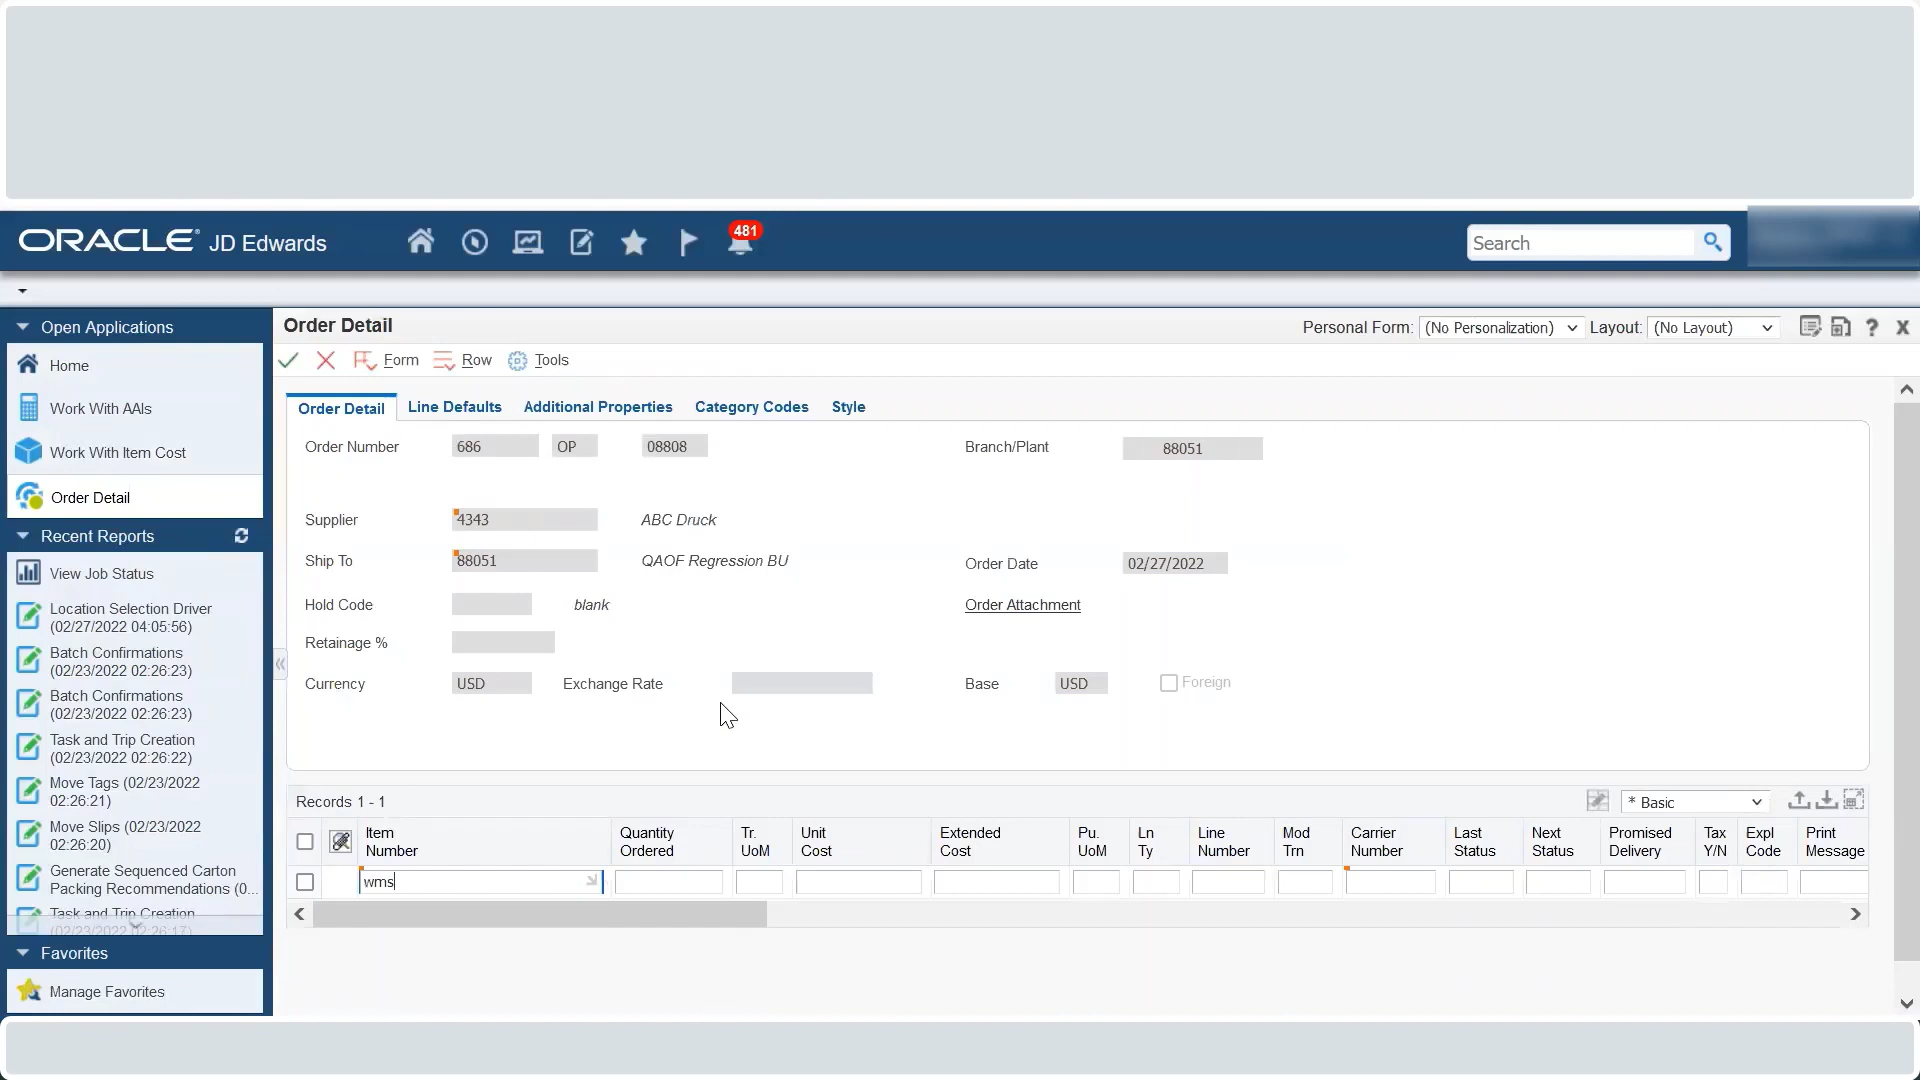 ORACLE JD Edwards
481
Search
Open Applications
Home
Work With AAIs
Work With Item Cost
Order Detail
Recent Reports
View Job Status
Location Selection Driver
(02/27/2022 04:05:56)
Batch Confirmations
(02/23/2022 02:26:23)
Batch Confirmations
(02/23/2022 02:26:23)
Task and Trip Creation
(02/23/2022 02:26:22)
Move Tags (02/23/2022
02:26:21)
Move Slips (02/23/2022
02:26:20)
Generate Sequenced Carton
Packing Recommendations (0...
Task and Trip Creation
(02/23/2022 02:26:17)
Favorites
Manage Favorites
Order Detail
Personal Form: (No Personalization) Layout: (No Layout) ? X
Form Row Tools
Order Detail Line Defaults Additional Properties Category Codes Style
Order Number 686 OP 08808 Branch/Plant 88051
Supplier 4343 ABC Druck
Ship To 88051 QAOF Regression BU Order Date 02/27/2022
Hold Code blank Order Attachment
Retainage %
Currency USD Exchange Rate Base USD Foreign
Records 1 - 1 * Basic
Item Number Quantity Ordered Tr. UoM Unit Cost Extended Cost Pu. UoM Ln Ty Line Number Mod Trn Carrier Number Last Status Next Status Promised Delivery Tax Y/N Expl Code Print Message
wms